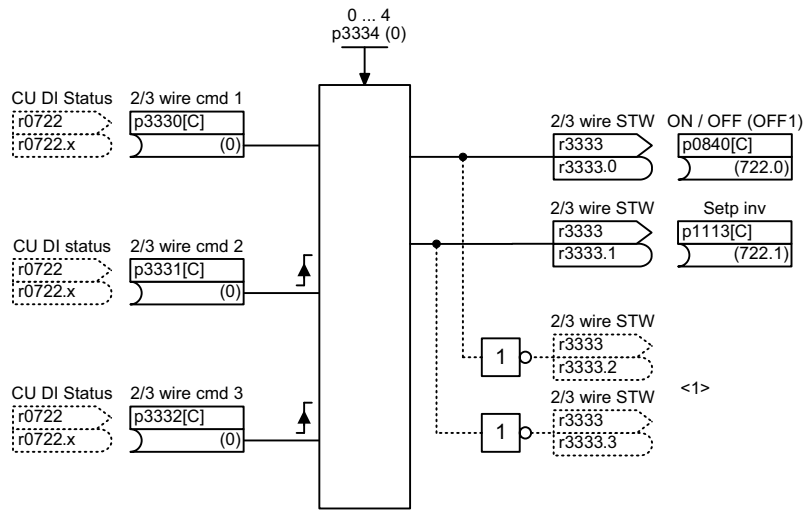 0 ... 4
p3334 (0)
CU DI Status
2/3 wire cmd 1
r0722
p3330[C]
r0722.x
(0)
2/3 wire STW
ON / OFF (OFF1)
r3333
p0840[C]
r3333.0
(722.0)
2/3 wire STW
Setp inv
r3333
p1113[C]
r3333.1
(722.1)
CU DI status
2/3 wire cmd 2
r0722
p3331[C]
r0722.x
(0)
2/3 wire STW
1
r3333
r3333.2
<1>
CU DI Status
2/3 wire cmd 3
r0722
p3332[C]
r0722.x
(0)
2/3 wire STW
1
r3333
r3333.3